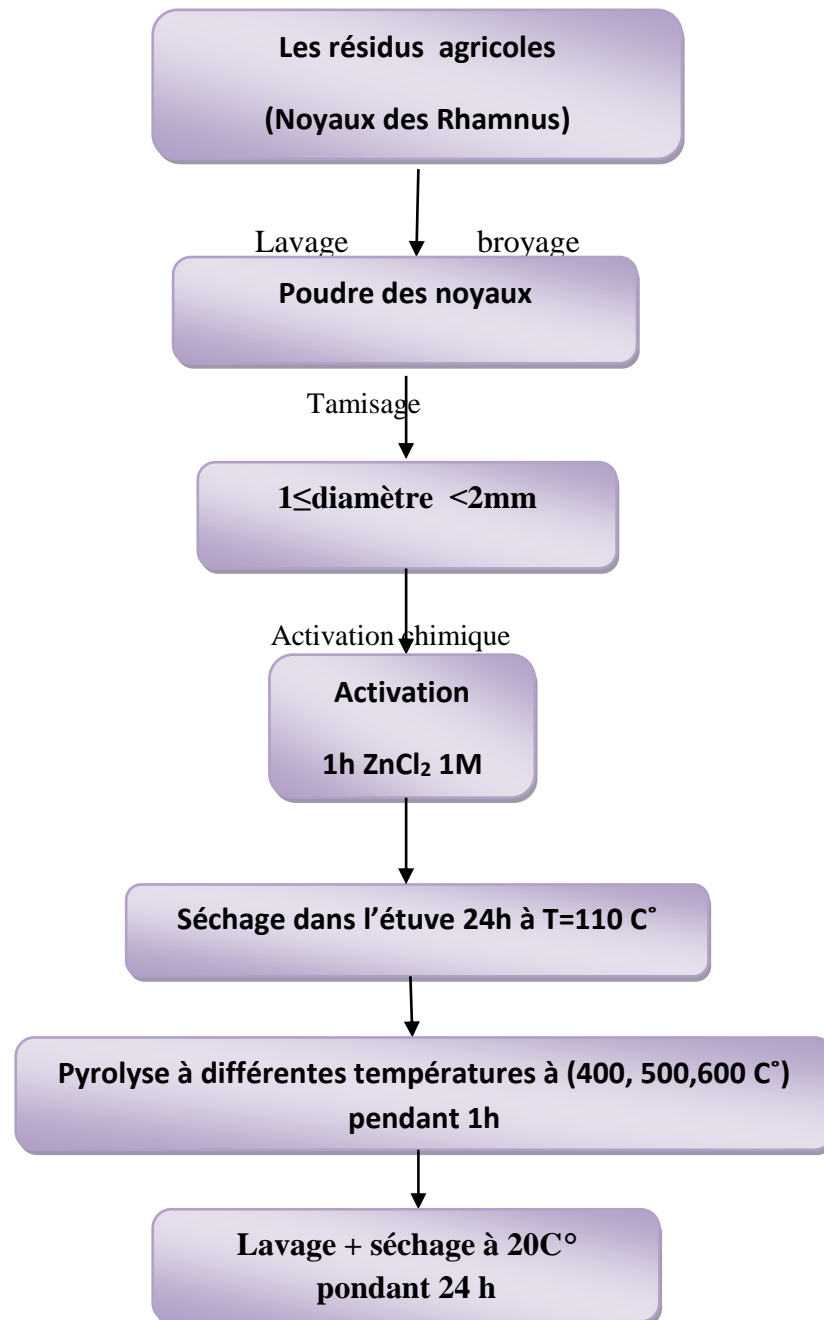 Les résidus agricoles
(Noyaux des Rhamnus)
Lavage broyage
Poudre des noyaux
Tamisage
1≤diamètre <2mm
Activation chimique
Activation
1h ZnCl₂ 1M
Séchage dans l’étuve 24h à T=110 C˚
Pyrolyse à différentes températures à (400, 500,600 C˚)
pendant 1h
Lavage + séchage à 20C°
pondant 24 h